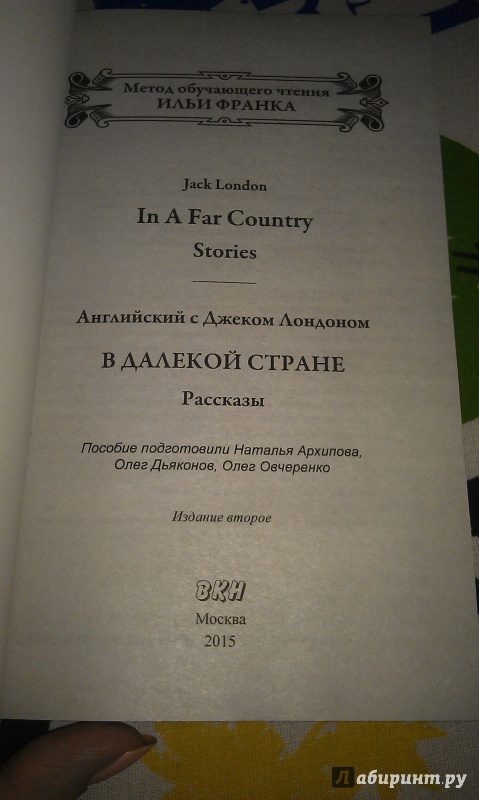 Метод обучающего чтения
ИЛЬИ ФРАНКА
Jack London
In A Far Country
Stories
Английский с Джеком Лондоном
В ДАЛЕКОЙ СТРАНЕ
Рассказы
Пособие подготовили Наталья Архипова,
Олег Дьяконов, Олег Овчеренко
Издание второе
ВКН
Москва
2015
Лабиринт.ру